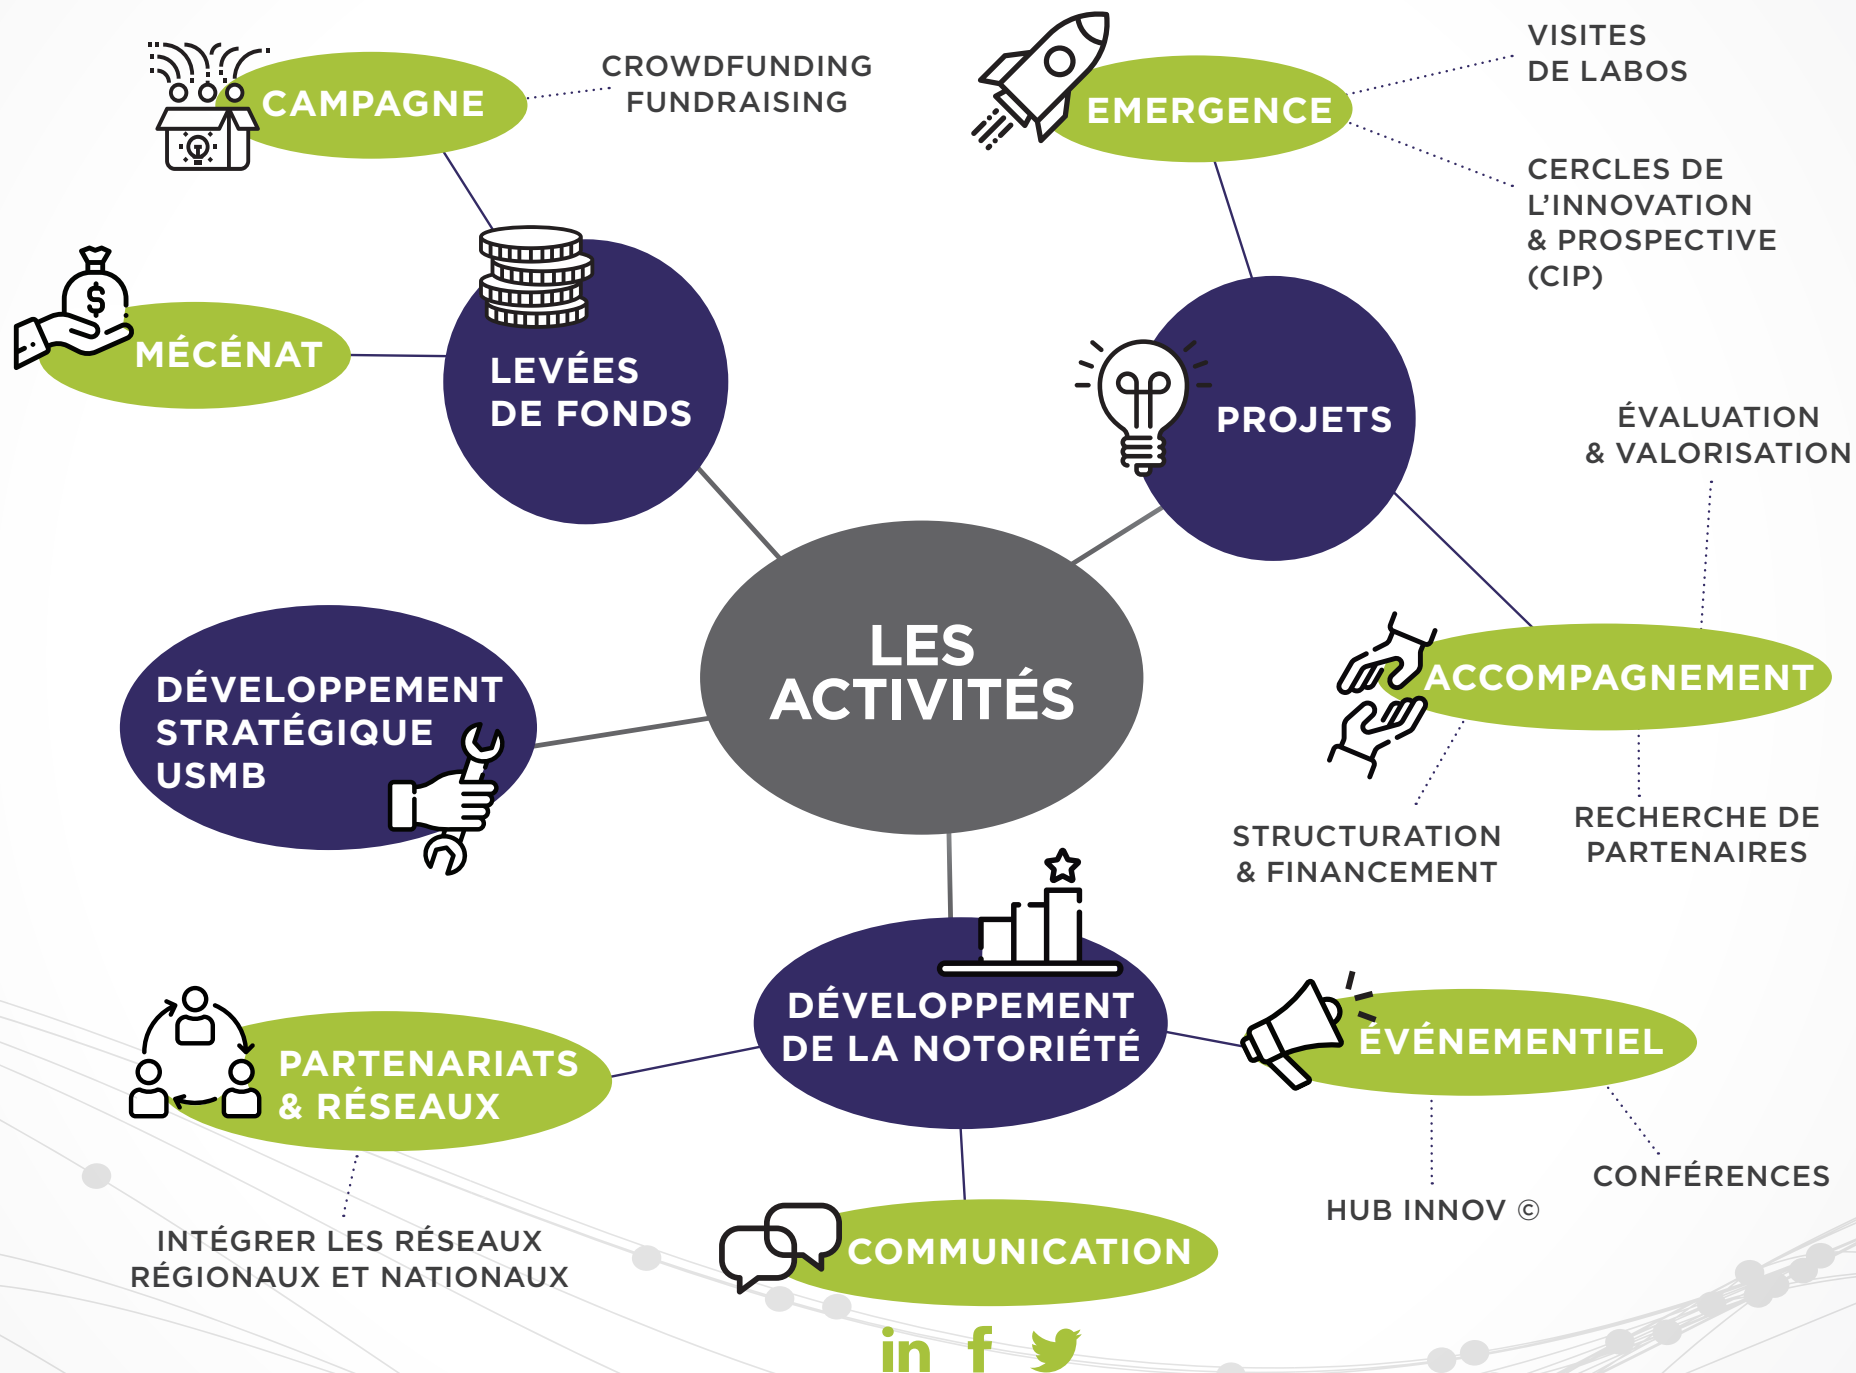 CAMPAGNE
CROWDFUNDING
FUNDRAISING
MÉCÉNAT
LEVÉES
DE FONDS
EMERGENCE
VISITES
DE LABOS
CERCLES DE
L’INNOVATION
& PROSPECTIVE
(CIP)
PROJETS
ÉVALUATION
& VALORISATION
ACCOMPAGNEMENT
STRUCTURATION
& FINANCEMENT
RECHERCHE DE
PARTENAIRES
LES
ACTIVITÉS
DÉVELOPPEMENT
STRATÉGIQUE
USMB
DÉVELOPPEMENT
DE LA NOTORIÉTÉ
PARTENARIATS
& RÉSEAUX
INTÉGRER LES RÉSEAUX
RÉGIONAUX ET NATIONAUX
COMMUNICATION
in f
ÉVÉNEMENTIEL
HUB INNOV ©
CONFÉRENCES
$